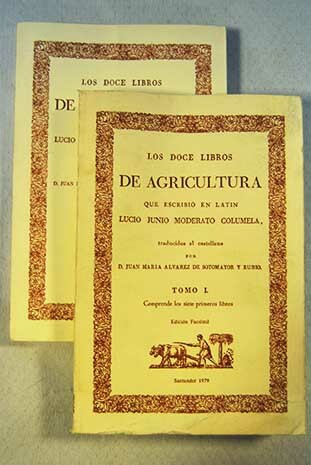 LOS DOCE LIBROS
DE
LUCIO
D. JUAN
LOS DOCE LIBROS
DE AGRICULTURA
QUE ESCRIBIÓ EN LATIN
LUCIO JUNIO MODERATO COLUMELA,
traducidos al castellano
POR
D. JUAN MARIA ALVAREZ DE SOTOMAYOR Y RUBIO.
TOMO I.
Comprende los siete primeros libros
Edición Facsímil
Santander 1979